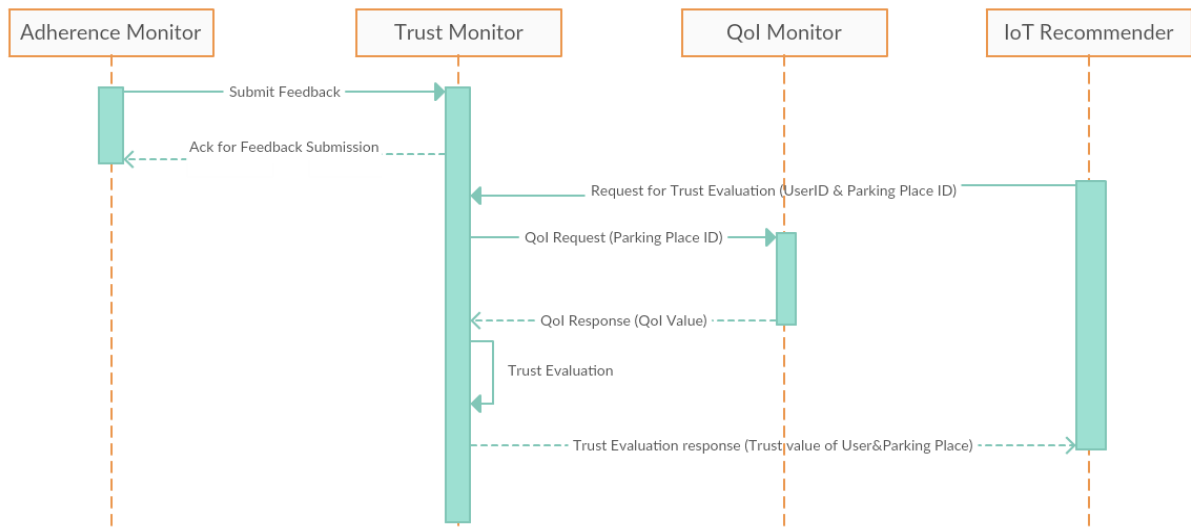 Adherence Monitor
Trust Monitor
QoI Monitor
IoT Recommender
Submit Feedback
Ack for Feedback Submission
Request for Trust Evaluation (UserID & Parking Place ID)
QoI Request (Parking Place ID)
QoI Response (QoI Value)
Trust Evaluation
Trust Evaluation response (Trust value of User&Parking Place)